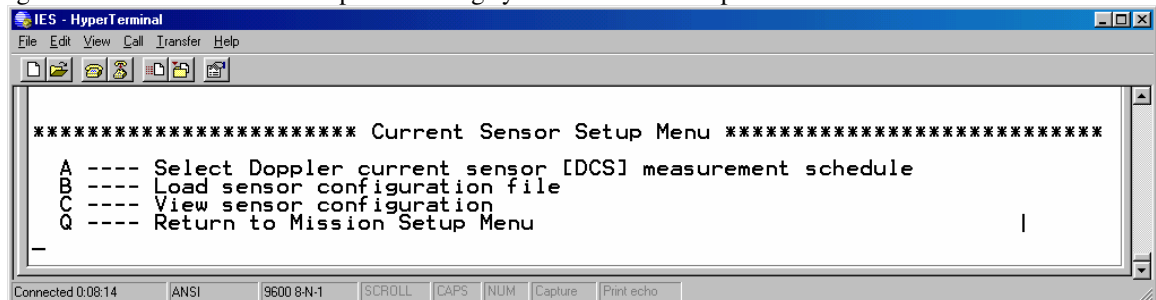 IES - HyperTerminal
File Edit View Call Transfer Help
************************ Current Sensor Setup Menu ****************************
A ---- Select Doppler current sensor [DCS] measurement schedule
B ---- Load sensor configuration file
C ---- View sensor configuration
Q ---- Return to Mission Setup Menu
Connected 0:08:14 ANSI 9600 8-N-1 SCROLL CAPS NUM Capture Print echo